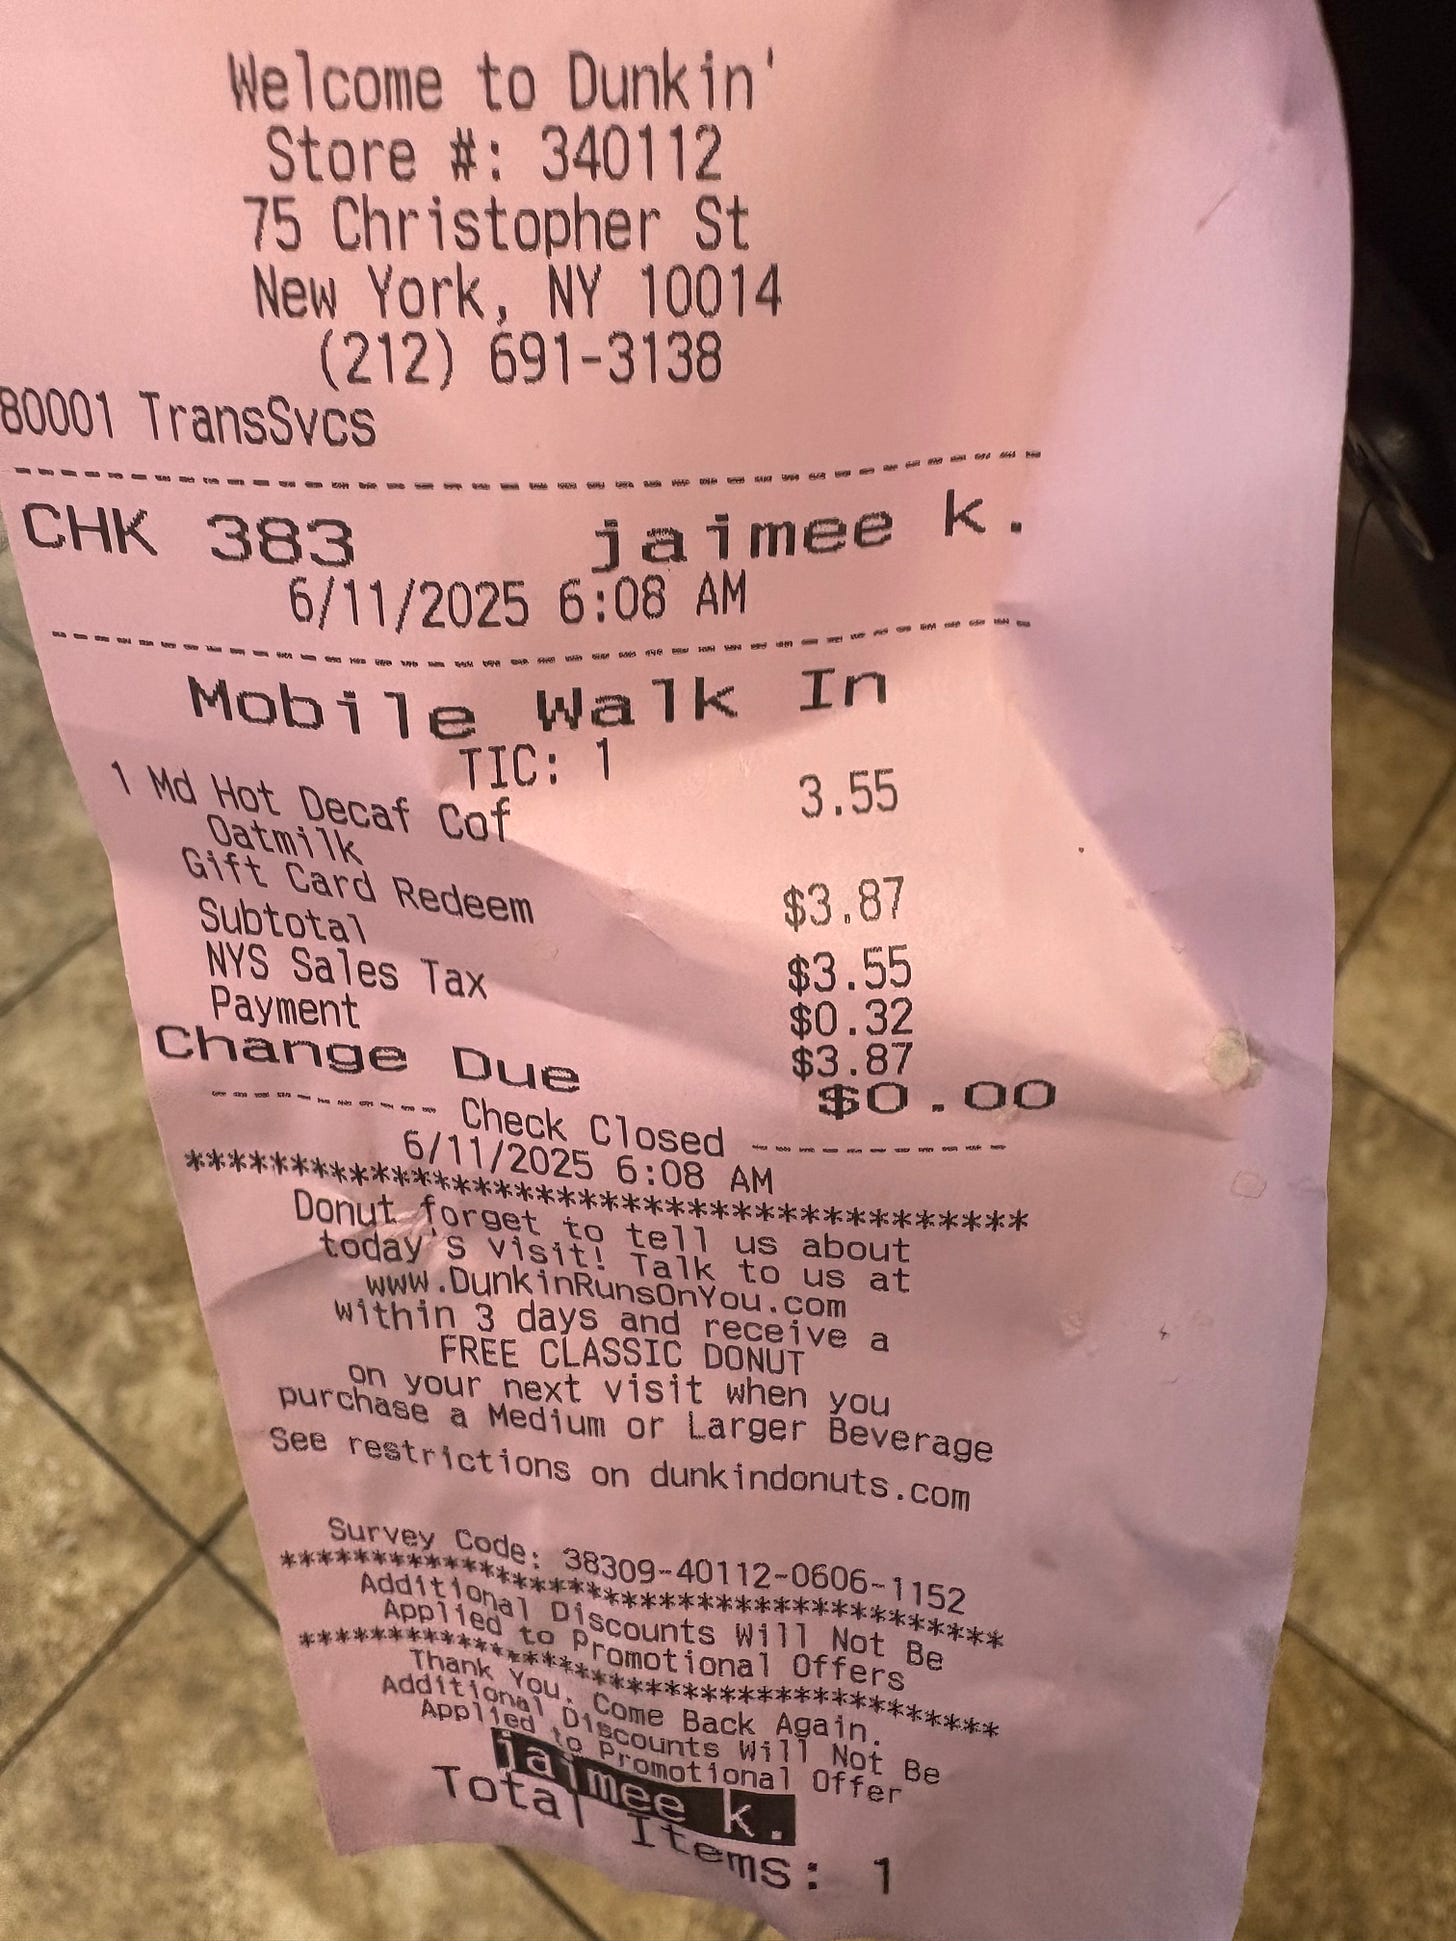 Welcome to Dunkin'
Store #: 340112
75 Christopher St
New York, NY 10014
(212) 691-3138
80001 TransSvcs
CHK 383 jaimee k.
6/11/2025 6:08 AM
Mobile Walk In
TIC: 1
1 Md Hot Decaf Cof 3.55
Oatmilk
Gift Card Redeem $3.87
Subtotal $3.55
NYS Sales Tax $0.32
Payment $3.87
Change Due $0.00
---------- Check Closed ----------
6/11/2025 6:08 AM
************************************
Donut forget to tell us about
today's visit! Talk to us at
www.DunkinRunsOnYou.com
within 3 days and receive a
FREE CLASSIC DONUT
on your next visit when you
purchase a Medium or Larger Beverage
See restrictions on dunkindonuts.com
Survey Code: 38309-40112-0606-1152
************************************
Additional Discounts Will Not Be
Applied to Promotional Offers
************************************
Thank You. Come Back Again.
Additional Discounts Will Not Be
Applied to Promotional Offer
jaimee k.
Total Items: 1